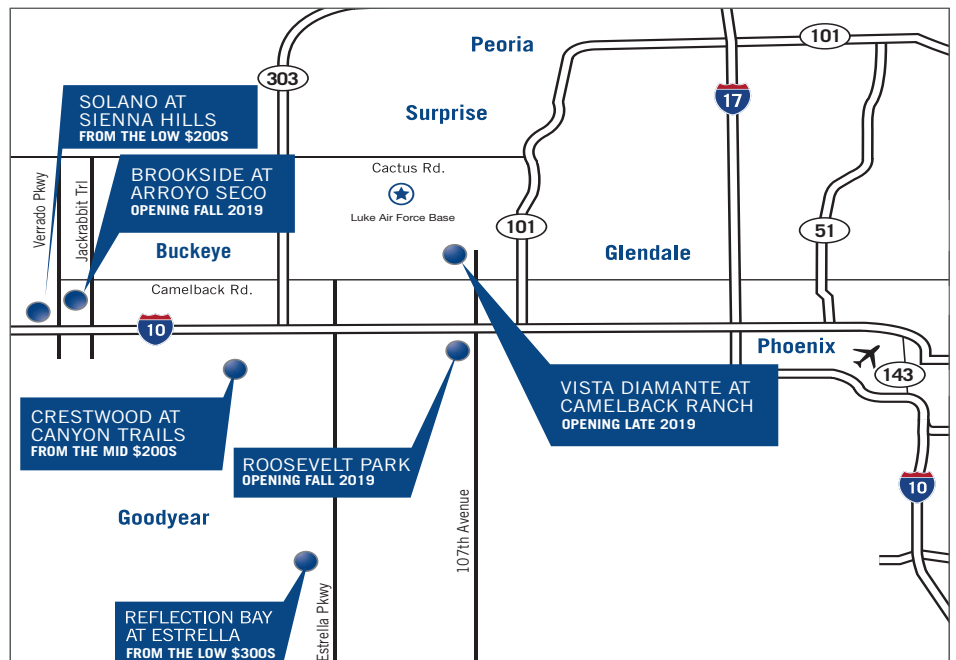 Peoria
101
303
17
SOLANO AT
SIENNA HILLS
FROM THE LOW $200S
Surprise
Cactus Rd.
Luke Air Force Base
Verrado Pkwy
Jackrabbit Trl
BROOKSIDE AT
ARROYO SECO
OPENING FALL 2019
101
51
Buckeye
Glendale
Camelback Rd.
10
Phoenix
143
CRESTWOOD AT
CANYON TRAILS
FROM THE MID $200S
VISTA DIAMANTE AT
CAMELBACK RANCH
OPENING LATE 2019
ROOSEVELT PARK
OPENING FALL 2019
10
Goodyear
107th Avenue
Estrella Pkwy
REFLECTION BAY
AT ESTRELLA
FROM THE LOW $300S